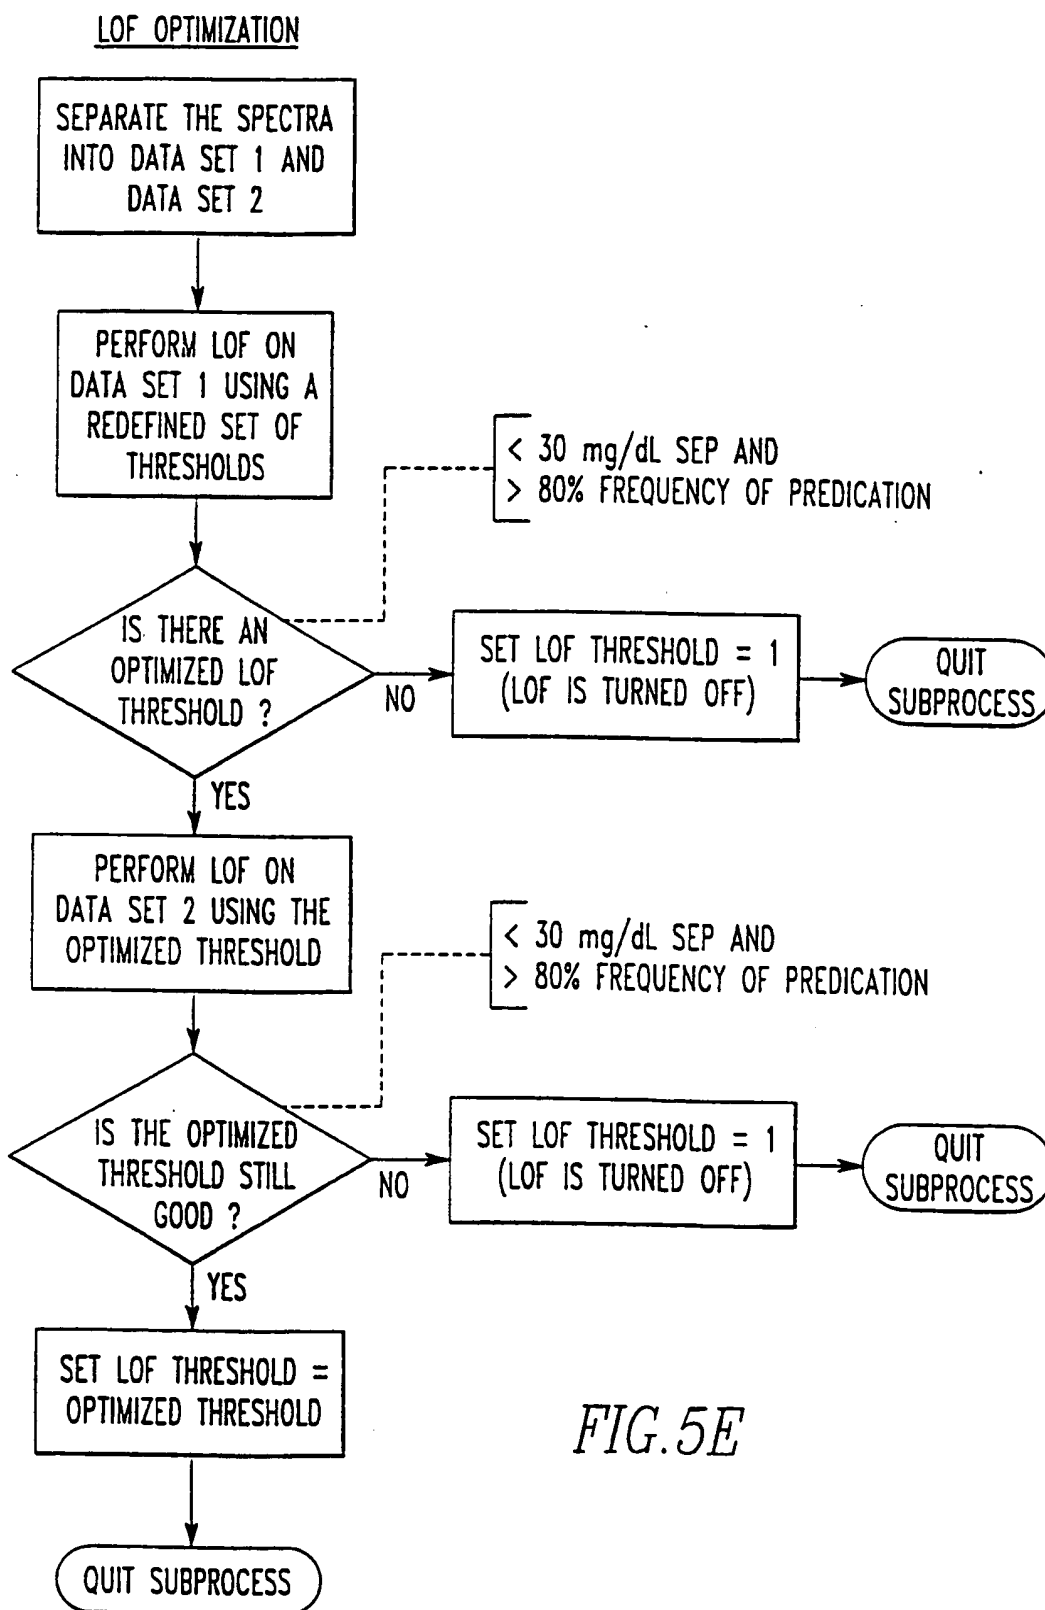 LOF OPTIMIZATION
SEPARATE THE SPECTRA
INTO DATA SET 1 AND
DATA SET 2
PERFORM LOF ON
DATA SET 1 USING A
REDEFINED SET OF
THRESHOLDS
< 30 mg/dL SEP AND
> 80% FREQUENCY OF PREDICATION
IS THERE AN
OPTIMIZED LOF
THRESHOLD ?
NO
SET LOF THRESHOLD = 1
(LOF IS TURNED OFF)
QUIT
SUBPROCESS
YES
PERFORM LOF ON
DATA SET 2 USING THE
OPTIMIZED THRESHOLD
< 30 mg/dL SEP AND
> 80% FREQUENCY OF PREDICATION
IS THE OPTIMIZED
THRESHOLD STILL
GOOD ?
NO
SET LOF THRESHOLD = 1
(LOF IS TURNED OFF)
QUIT
SUBPROCESS
YES
SET LOF THRESHOLD =
OPTIMIZED THRESHOLD
QUIT SUBPROCESS
FIG.5E